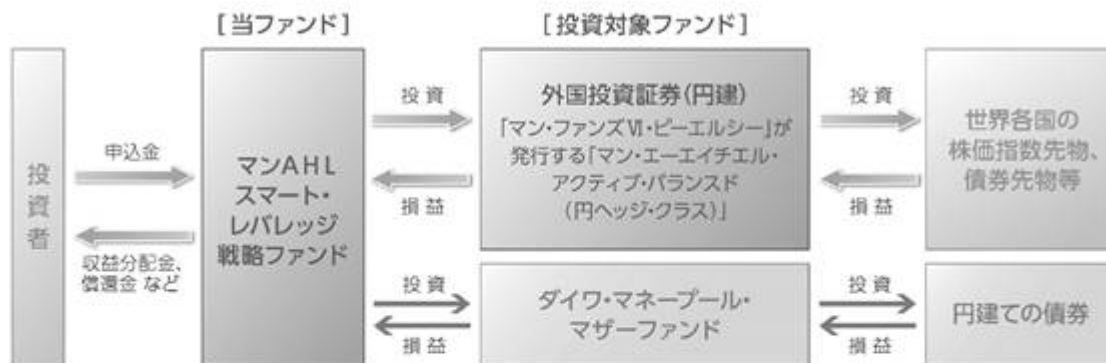 [当ファンド]
[投資対象ファンド]
投資者
申込金
収益分配金、
償還金 など
マンAHL
スマート・
レバレッジ
戦略ファンド
投 資
損 益
外国投資証券(円建)
「マン・ファンズⅥ・ピーエルシー」が
発行する「マン・エーエイチエル・
アクティブ・バランスド
(円ヘッジ・クラス)」
投 資
損 益
世界各国の
株価指数先物、
債券先物等
投 資
損 益
ダイワ・マネープール・
マザーファンド
投 資
損 益
円建ての債券